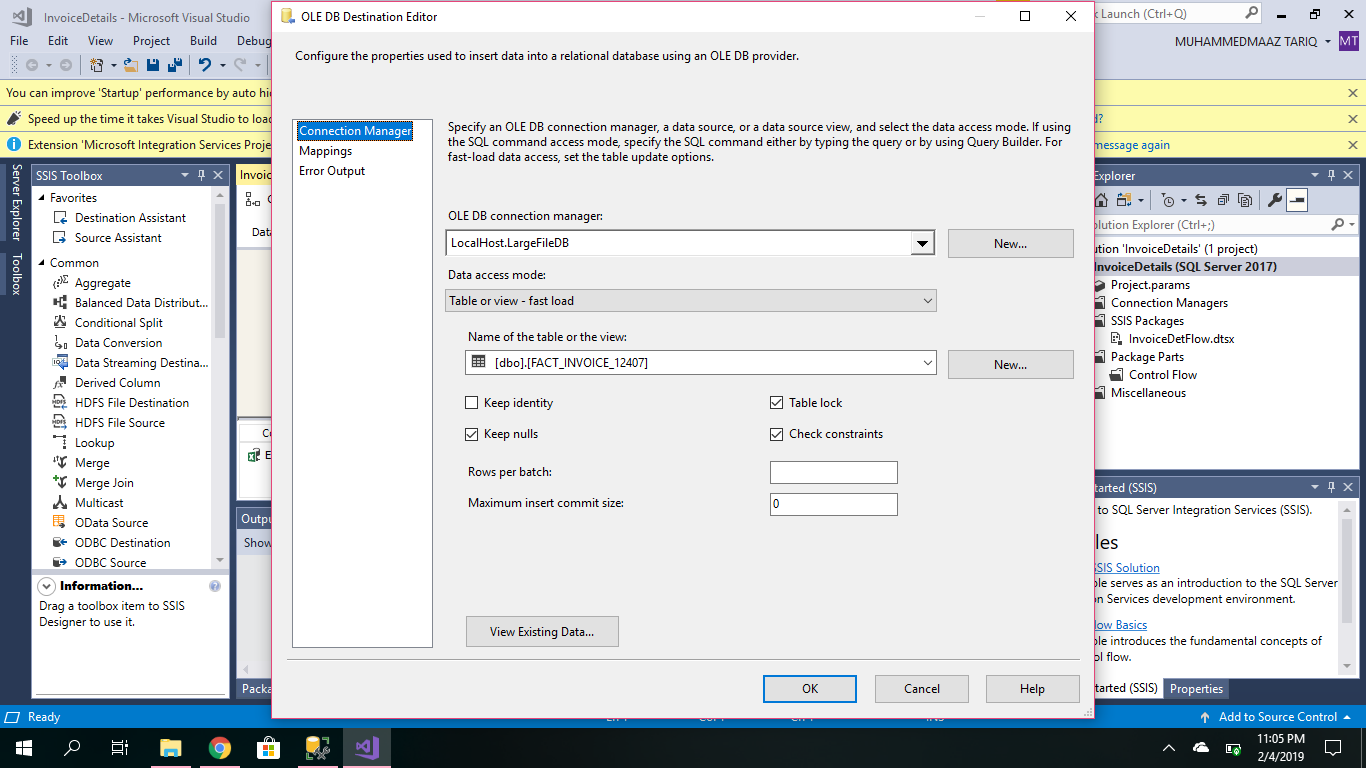 InvoiceDetails - Microsoft Visual Studio
OLE DB Destination Editor
Launch (Ctrl+Q)
File Edit View Project Build Debug
MUHAMMEDMAAZ TARIQ
MT
Configure the properties used to insert data into a relational database using an OLE DB provider.
You can improve 'Startup' performance by auto
Speed up the time it takes Visual Studio to
Extension 'Microsoft Integration Services
message again
Server Explorer
Toolbox
SSIS Toolbox
Favorites
Destination Assistant
Source Assistant
Common
Aggregate
Balanced Data Distribut...
Conditional Split
Data Conversion
Data Streaming Destina...
Derived Column
HDFS File Destination
HDFS File Source
Lookup
Merge
Merge Join
Multicast
OData Source
ODBC Destination
ODBC Source
Information...
Drag a toolbox item to SSIS
Designer to use it.
Connection Manager
Mappings
Error Output
Specify an OLE DB connection manager, a data source, or a data source view, and select the data access mode. If using
the SQL command access mode, specify the SQL command either by typing the query or by using Query Builder. For
fast-load data access, set the table update options.
OLE DB connection manager:
LocalHost.LargeFileDB
New...
Data access mode:
Table or view - fast load
Name of the table or the view:
[dbo].[FACT_INVOICE_12407]
New...
Keep identity
Table lock
Keep nulls
Check constraints
Rows per batch:
Maximum insert commit size:
0
View Existing Data...
OK
Cancel
Help
Explorer
olution Explorer (Ctrl+;)
ution 'InvoiceDetails' (1 project)
InvoiceDetails (SQL Server 2017)
Project.params
Connection Managers
SSIS Packages
InvoiceDetFlow.dtsx
Package Parts
Control Flow
Miscellaneous
tarted (SSIS)
to SQL Server Integration Services (SSIS).
les
SSIS Solution
ple serves as an introduction to the SQL Server
on Services development environment.
low Basics
ple introduces the fundamental concepts of
ol flow.
tarted (SSIS)
Properties
Ready
Add to Source Control
11:05 PM
2/4/2019